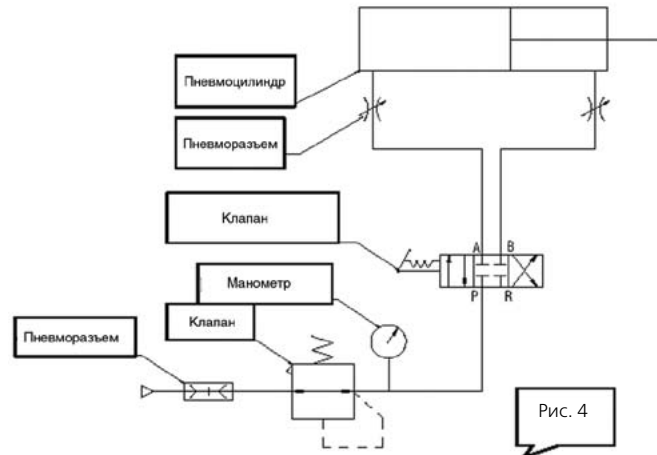 Пневмоцилиндр
Пневморазъем
Клапан
A B
P R
Манометр
Клапан
Пневморазъем
Рис. 4